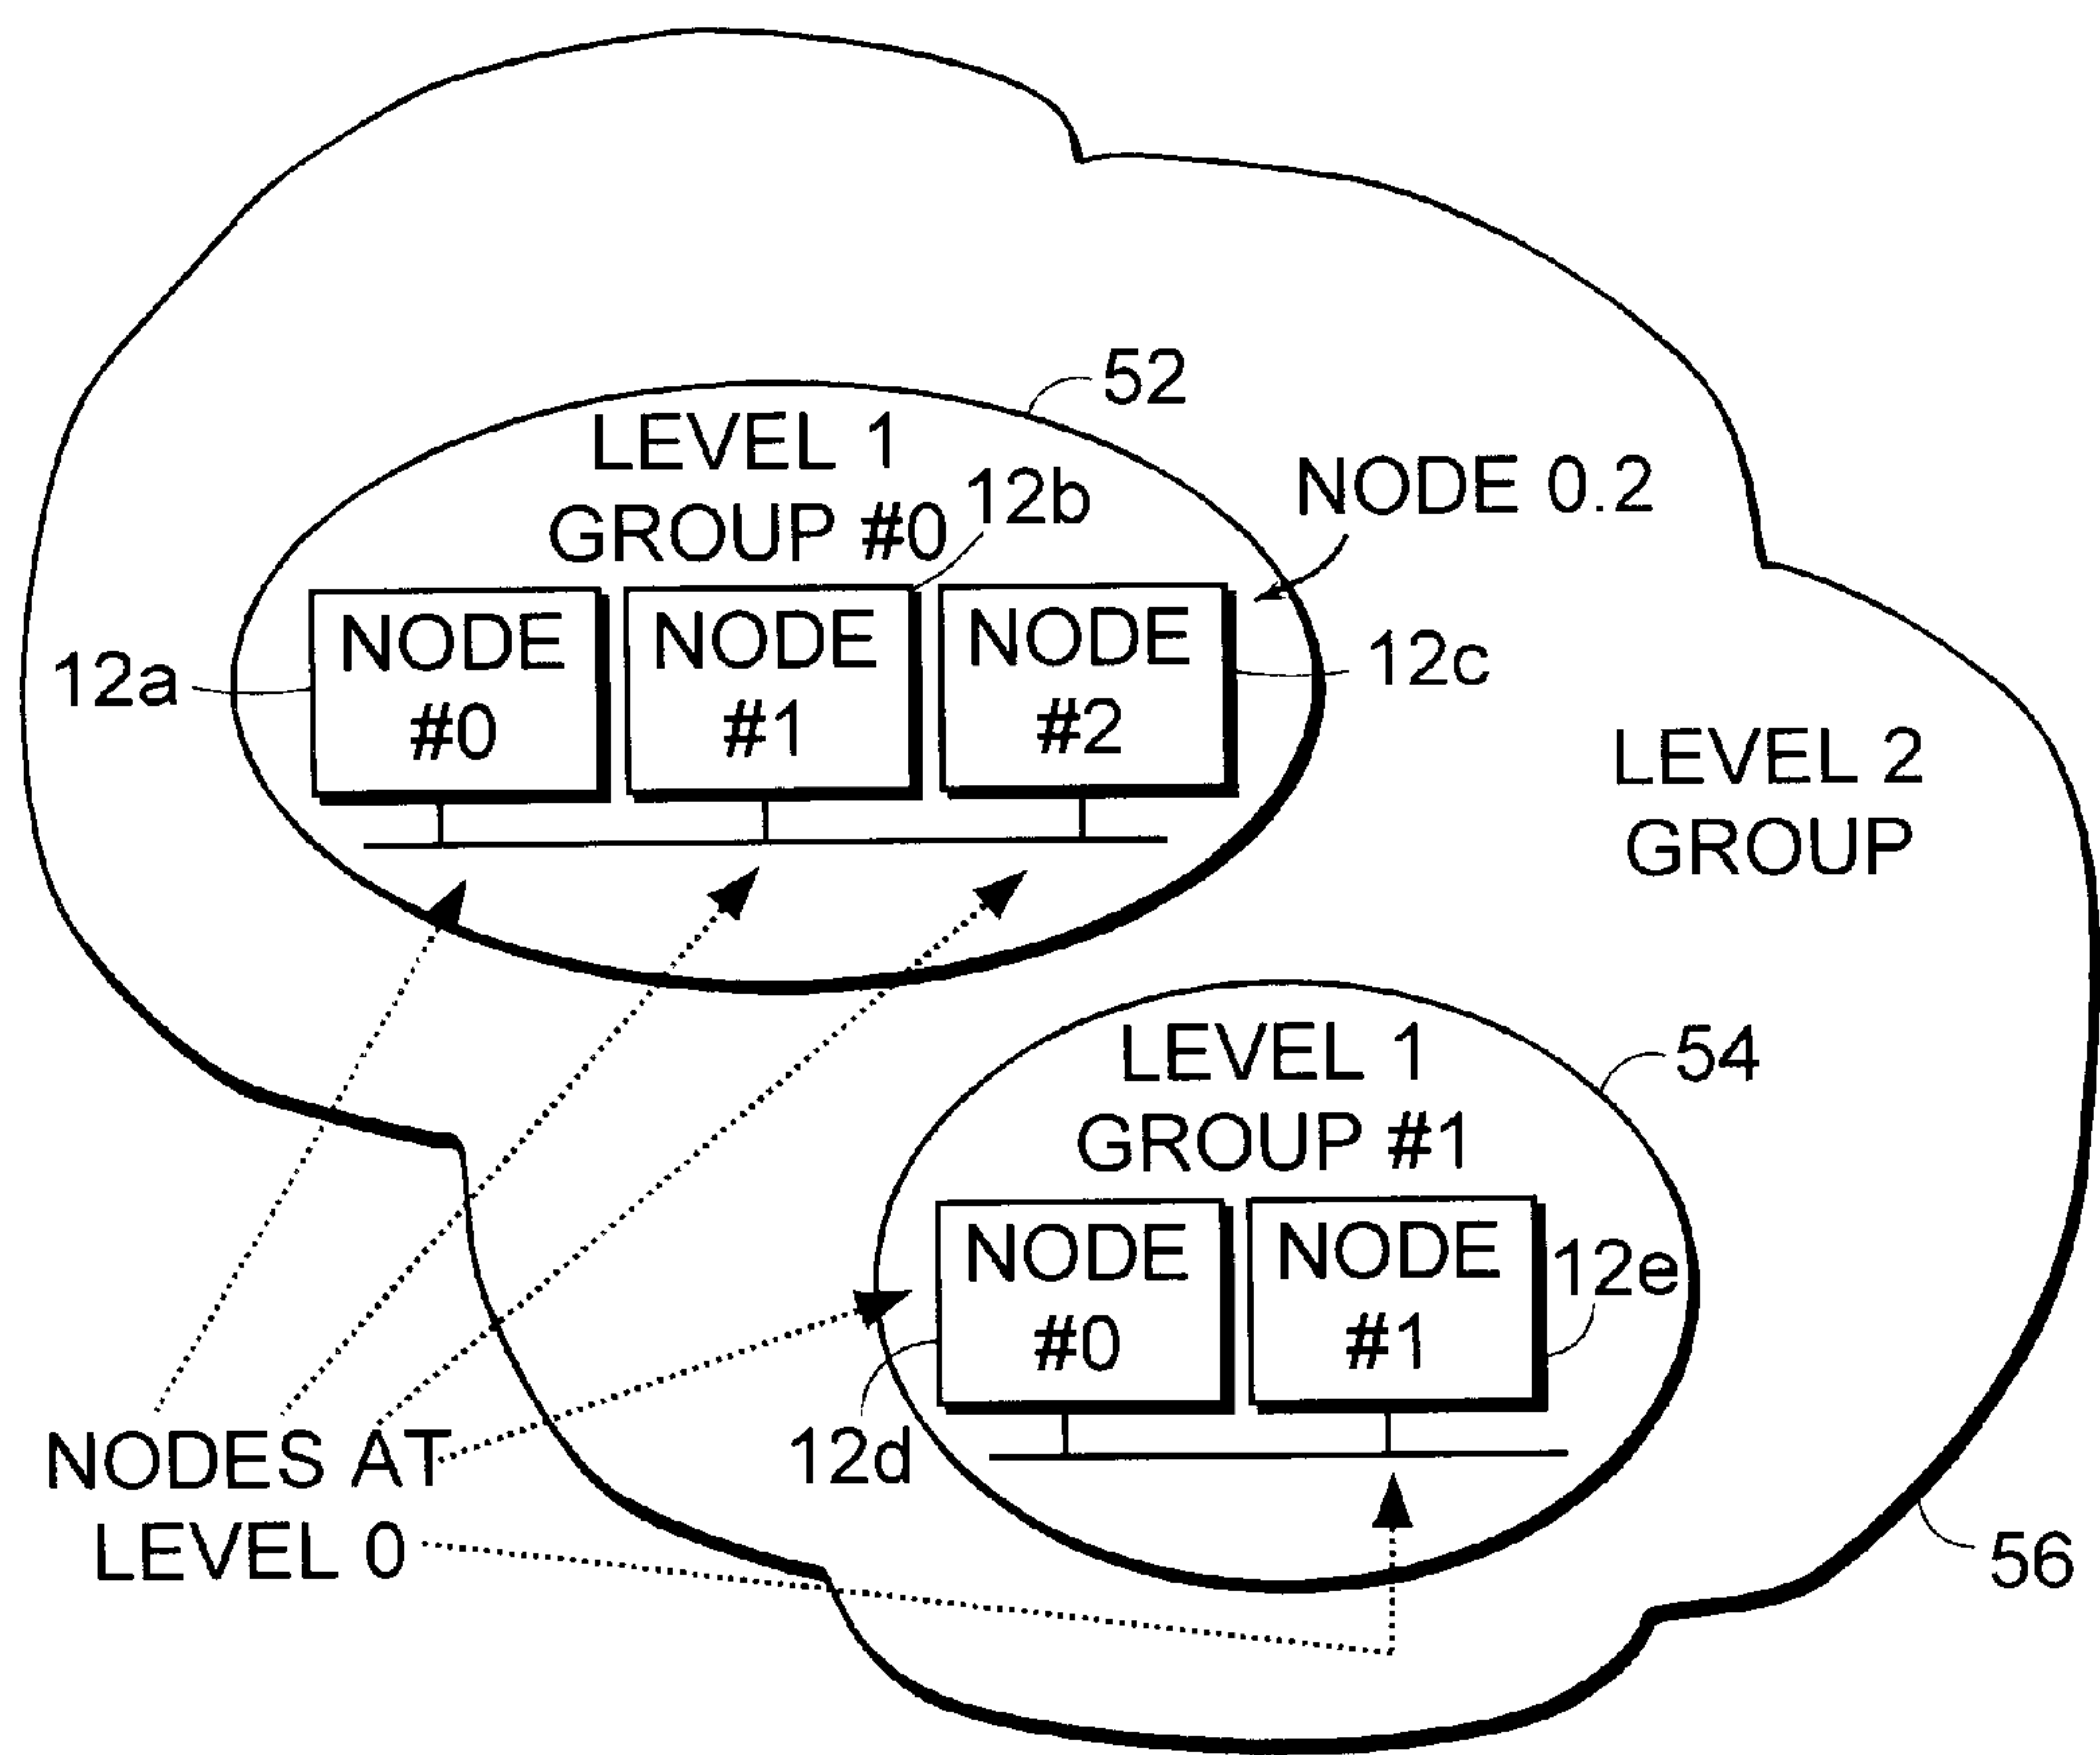 52
LEVEL 1
GROUP #0
12b
NODE 0.2
12a
NODE
#0
NODE
#1
NODE
#2
12c
LEVEL 2
GROUP
LEVEL 1
GROUP #1
54
NODE
#0
NODE
#1
12e
12d
NODES AT
LEVEL 0
56